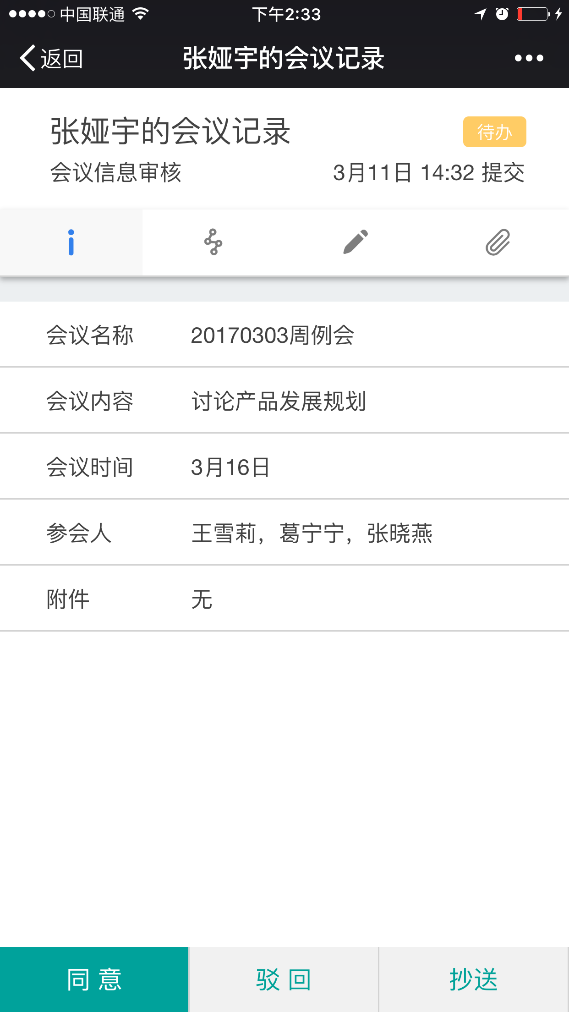 中国联通 下午2:33
返回 张娅宇的会议记录
张娅宇的会议记录 待办
会议信息审核 3月11日 14:32 提交
会议名称 20170303周例会
会议内容 讨论产品发展规划
会议时间 3月16日
参会人 王雪莉，葛宁宁，张晓燕
附件 无
同意 驳回 抄送